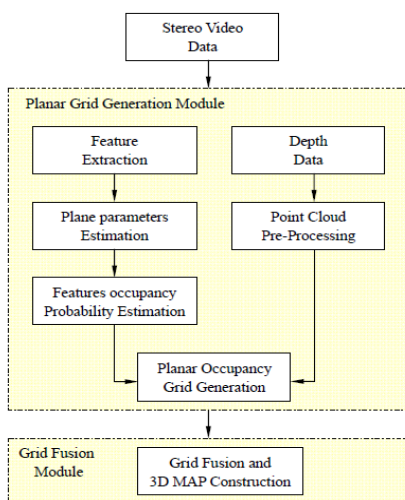 Stereo Video
Data
Planar Grid Generation Module
Feature
Extraction
Depth
Data
Plane parameters
Estimation
Point Cloud
Pre-Processing
Features occupancy
Probability Estimation
Planar Occupancy
Grid Generation
Grid Fusion
Module
Grid Fusion and
3D MAP Construction